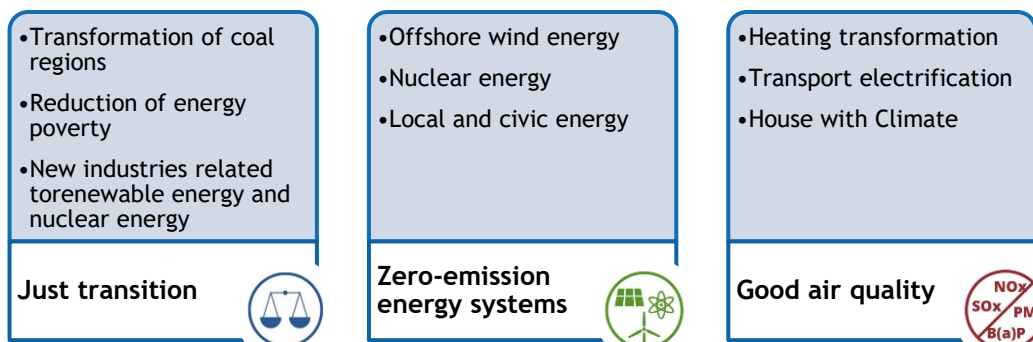 •Transformation of coal
regions
•Reduction of energy
poverty
•New industries related
torenewable energy and
nuclear energy
Just transition
•Offshore wind energy
•Nuclear energy
•Local and civic energy
Zero-emission
energy systems
•Heating transformation
•Transport electrification
•House with Climate
Good air quality
NOx
SOx
PM
B(a)P